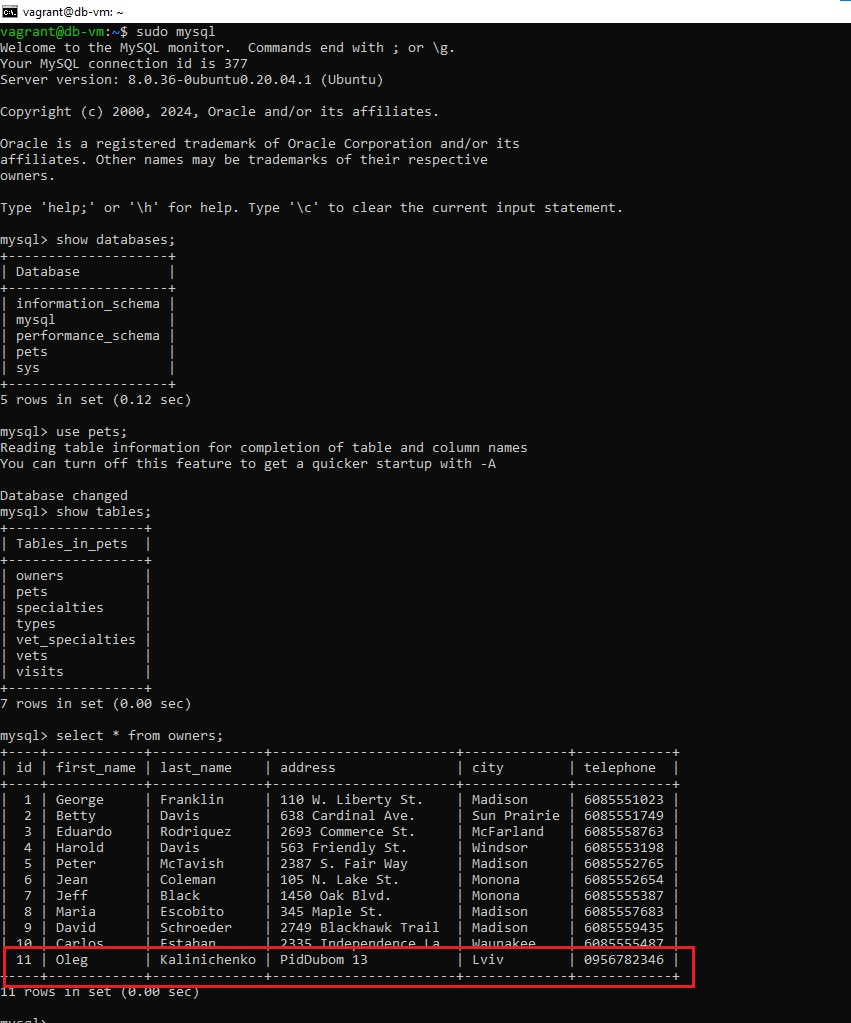 vagrant@db-vm: ~
vagrant@db-vm:~$ sudo mysql
Welcome to the MySQL monitor.  Commands end with ; or \g.
Your MySQL connection id is 377
Server version: 8.0.36-0ubuntu0.20.04.1 (Ubuntu)
Copyright (c) 2000, 2024, Oracle and/or its affiliates.
Oracle is a registered trademark of Oracle Corporation and/or its
affiliates. Other names may be trademarks of their respective
owners.
Type 'help;' or '\h' for help. Type '\c' to clear the current input statement.
mysql> show databases;
+--------------------+
| Database           |
+--------------------+
| information_schema |
| mysql              |
| performance_schema |
| pets               |
| sys                |
+--------------------+
5 rows in set (0.12 sec)
mysql> use pets;
Reading table information for completion of table and column names
You can turn off this feature to get a quicker startup with -A
Database changed
mysql> show tables;
+-----------------+
| Tables_in_pets  |
+-----------------+
| owners          |
| pets            |
| specialties     |
| types           |
| vet_specialties |
| vets            |
| visits          |
+-----------------+
7 rows in set (0.00 sec)
mysql> select * from owners;
+----+------------+--------------+-----------------------+-------------+------------+
| id | first_name | last_name    | address               | city        | telephone  |
+----+------------+--------------+-----------------------+-------------+------------+
|  1 | George     | Franklin     | 110 W. Liberty St.    | Madison     | 6085551023 |
|  2 | Betty      | Davis        | 638 Cardinal Ave.     | Sun Prairie | 6085551749 |
|  3 | Eduardo    | Rodriquez    | 2693 Commerce St.     | McFarland   | 6085558763 |
|  4 | Harold     | Davis        | 563 Friendly St.      | Windsor     | 6085553198 |
|  5 | Peter      | McTavish     | 2387 S. Fair Way      | Madison     | 6085552765 |
|  6 | Jean       | Coleman      | 105 N. Lake St.       | Monona      | 6085552654 |
|  7 | Jeff       | Black        | 1450 Oak Blvd.        | Monona      | 6085555387 |
|  8 | Maria      | Escobito     | 345 Maple St.         | Madison     | 6085557683 |
|  9 | David      | Schroeder    | 2749 Blackhawk Trail  | Madison     | 6085559435 |
| 10 | Carlos     | Estaban      | 2335 Independence La  | Waunakee    | 6085555487 |
| 11 | Oleg       | Kalinichenko | PidDubom 13           | Lviv        | 0956782346 |
+----+------------+--------------+-----------------------+-------------+------------+
11 rows in set (0.00 sec)
mysql>